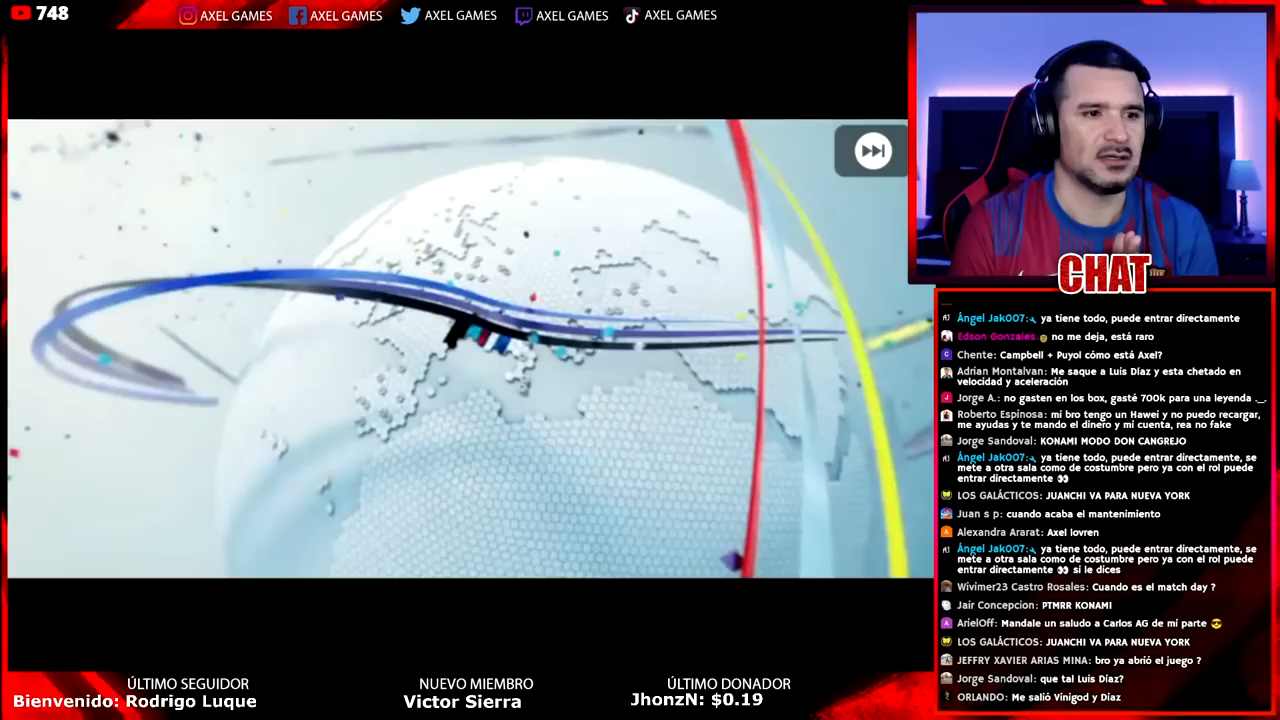 748
AXEL GAMES AXEL GAMES AXEL GAMES AXEL GAMES AXEL GAMES
CHAT
Ángel Jak007: ya tiene todo, puede entrar directamente
Edson Gonzales no me deja, está raro
Chente: Campbell + Puyol cómo está Axel?
Adrian Montalvan: Me saque a Luis Díaz y esta chetado en
velocidad y aceleración
Jorge A.: no gasten en los box, gasté 700k para una leyenda ._.
Roberto Espinosa: mi bro tengo un Hawei y no puedo recargar,
me ayudas y te mando el dinero y mi cuenta, rea no fake
Jorge Sandoval: KONAMI MODO DON CANGREJO
Ángel Jak007: ya tiene todo, puede entrar directamente, se
mete a otra sala como de costumbre pero ya con el rol puede
entrar directamente 👀
LOS GALÁCTICOS: JUANCHI VA PARA NUEVA YORK
Juan s p: cuando acaba el mantenimiento
Alexandra Ararat: Axel lovren
Ángel Jak007: ya tiene todo, puede entrar directamente, se
mete a otra sala como de costumbre pero ya con el rol puede
entrar directamente 👀 si le dices
Wivimer23 Castro Rosales: Cuando es el match day ?
Jair Concepcion: PTMRR KONAMI
ArielOff: Mandale un saludo a Carlos AG de mi parte 😎
LOS GALÁCTICOS: JUANCHI VA PARA NUEVA YORK
JEFFRY XAVIER ARIAS MINA: bro ya abrió el juego ?
Jorge Sandoval: que tal Luis Díaz?
ORLANDO: Me salió Vinigod y Diaz
ÚLTIMO SEGUIDOR NUEVO MIEMBRO ÚLTIMO DONADOR
Bienvenido: Rodrigo Luque Victor Sierra JhonzN: $0.19